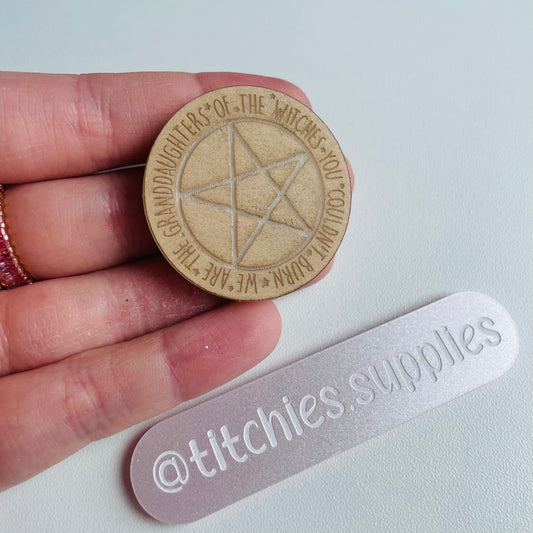 WE * ARE * THE * GRANDDAUGHTERS * OF * THE * WITCHES * YOU * COULDN'T * BURN *
@titchies.supplies